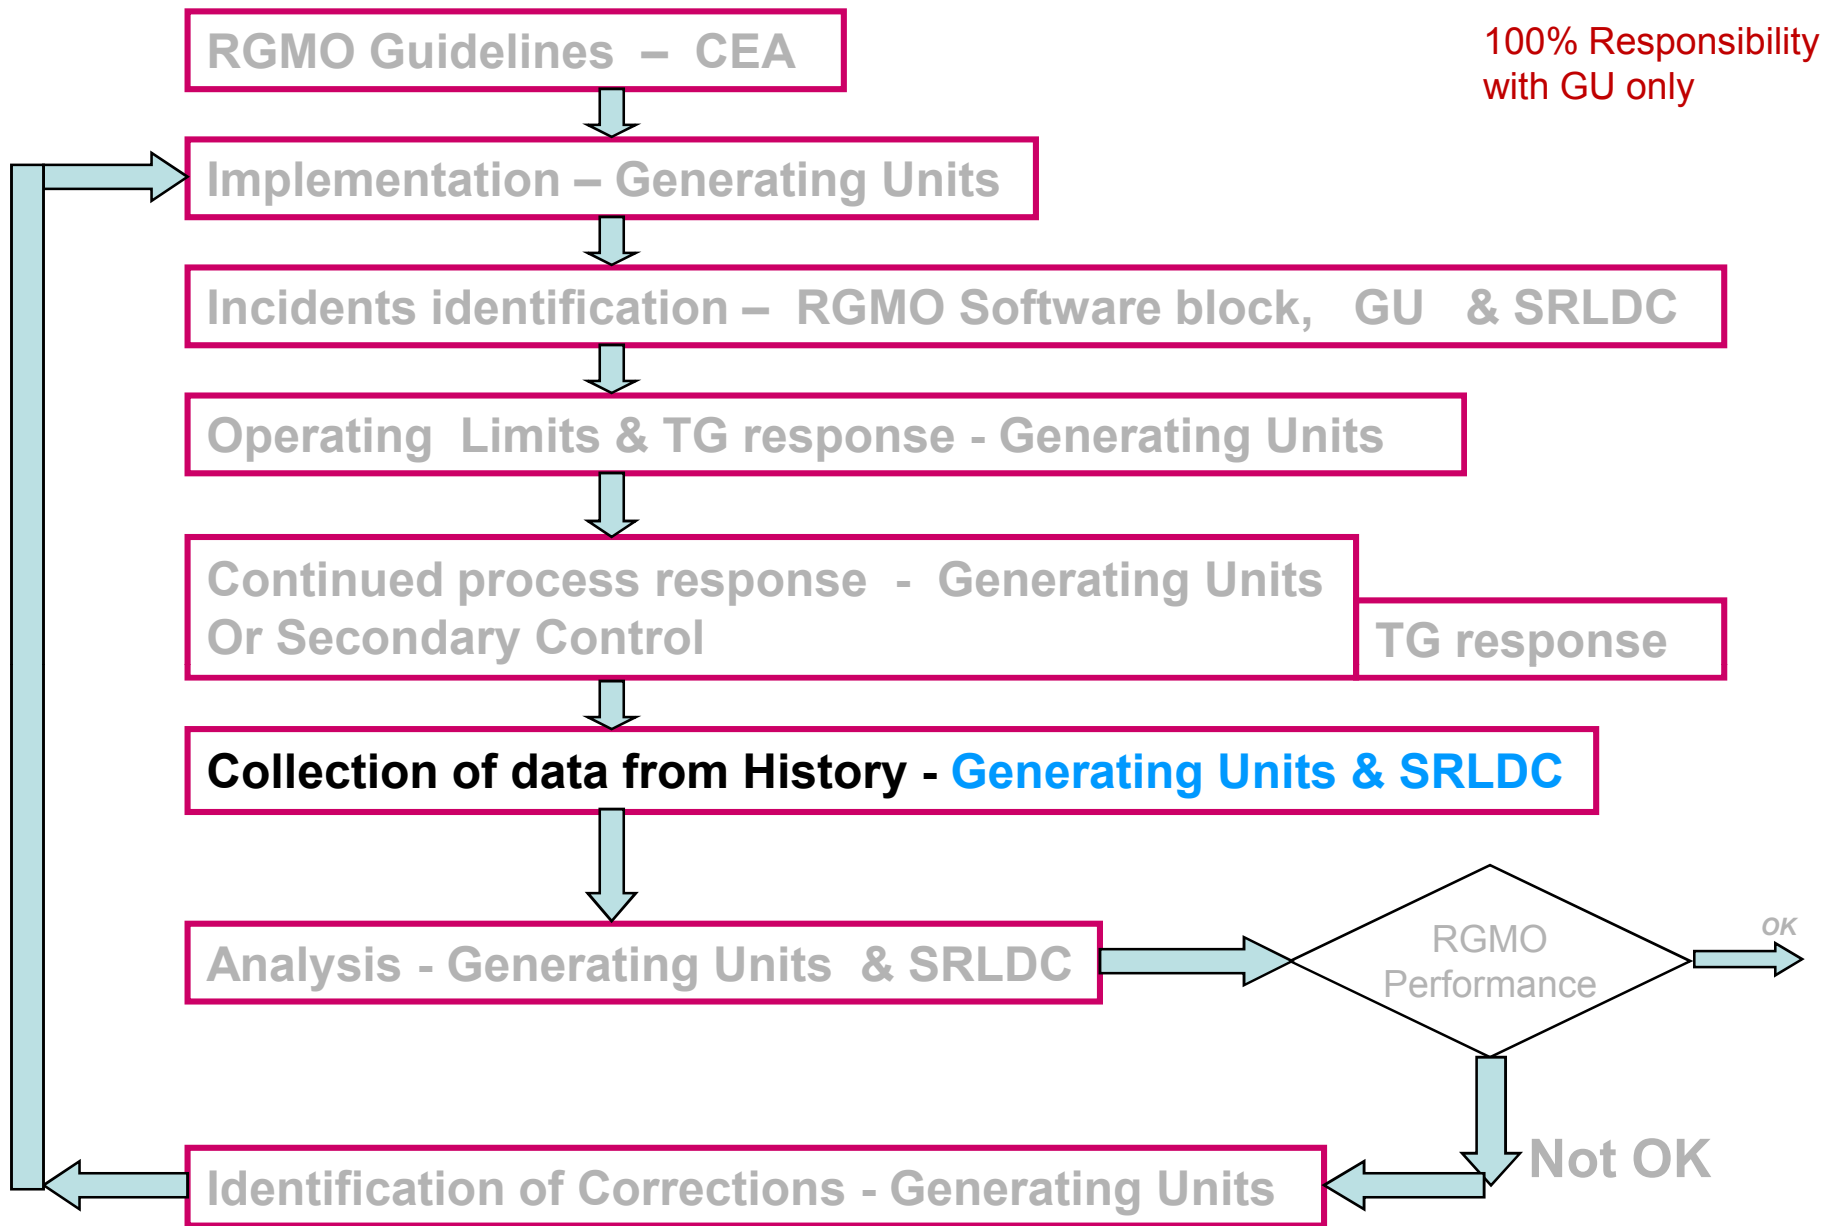 RGMO Guidelines – CEA
100% Responsibility
with GU only
Implementation – Generating Units
Incidents identification – RGMO Software block, GU & SRLDC
Operating Limits & TG response - Generating Units
Continued process response - Generating Units
Or Secondary Control
TG response
Collection of data from History - Generating Units & SRLDC
Analysis - Generating Units & SRLDC
RGMO
Performance
OK
Not OK
Identification of Corrections - Generating Units